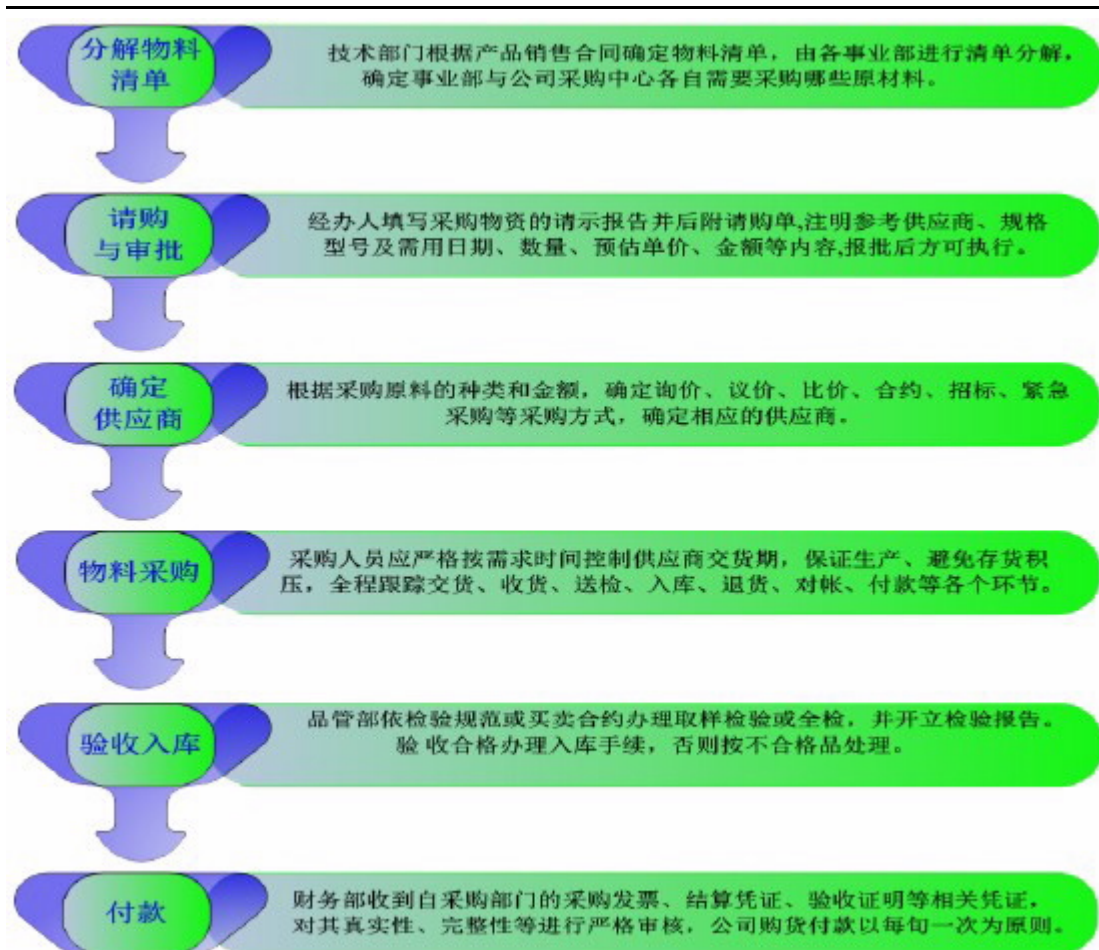 分解物料
清单
技术部门根据产品销售合同确定物料清单，由各事业部进行清单分解，
确定事业部与公司采购中心各自需要采购哪些原材料。
请购
与审批
经办人填写采购物资的请示报告并后附请购单,注明参考供应商、规格
型号及需用日期、数量、预估单价、金额等内容,报批后方可执行。
确定
供应商
根据采购原料的种类和金额，确定询价、议价、比价、合约、招标、紧急
采购等采购方式，确定相应的供应商。
物料采购
采购人员应严格按需求时间控制供应商交货期，保证生产、避免存货积
压，全程跟踪交货、收货、送检、入库、退货、对帐、付款等各个环节。
验收入库
品管部依检验规范或买卖合约办理取样检验或全检，并开立检验报告。
验 收合格办理入库手续，否则按不合格品处理。
付款
财务部收到自采购部门的采购发票、结算凭证、验收证明等相关凭证，
对其真实性、完整性等进行严格审核，公司购货付款以每旬一次为原则。